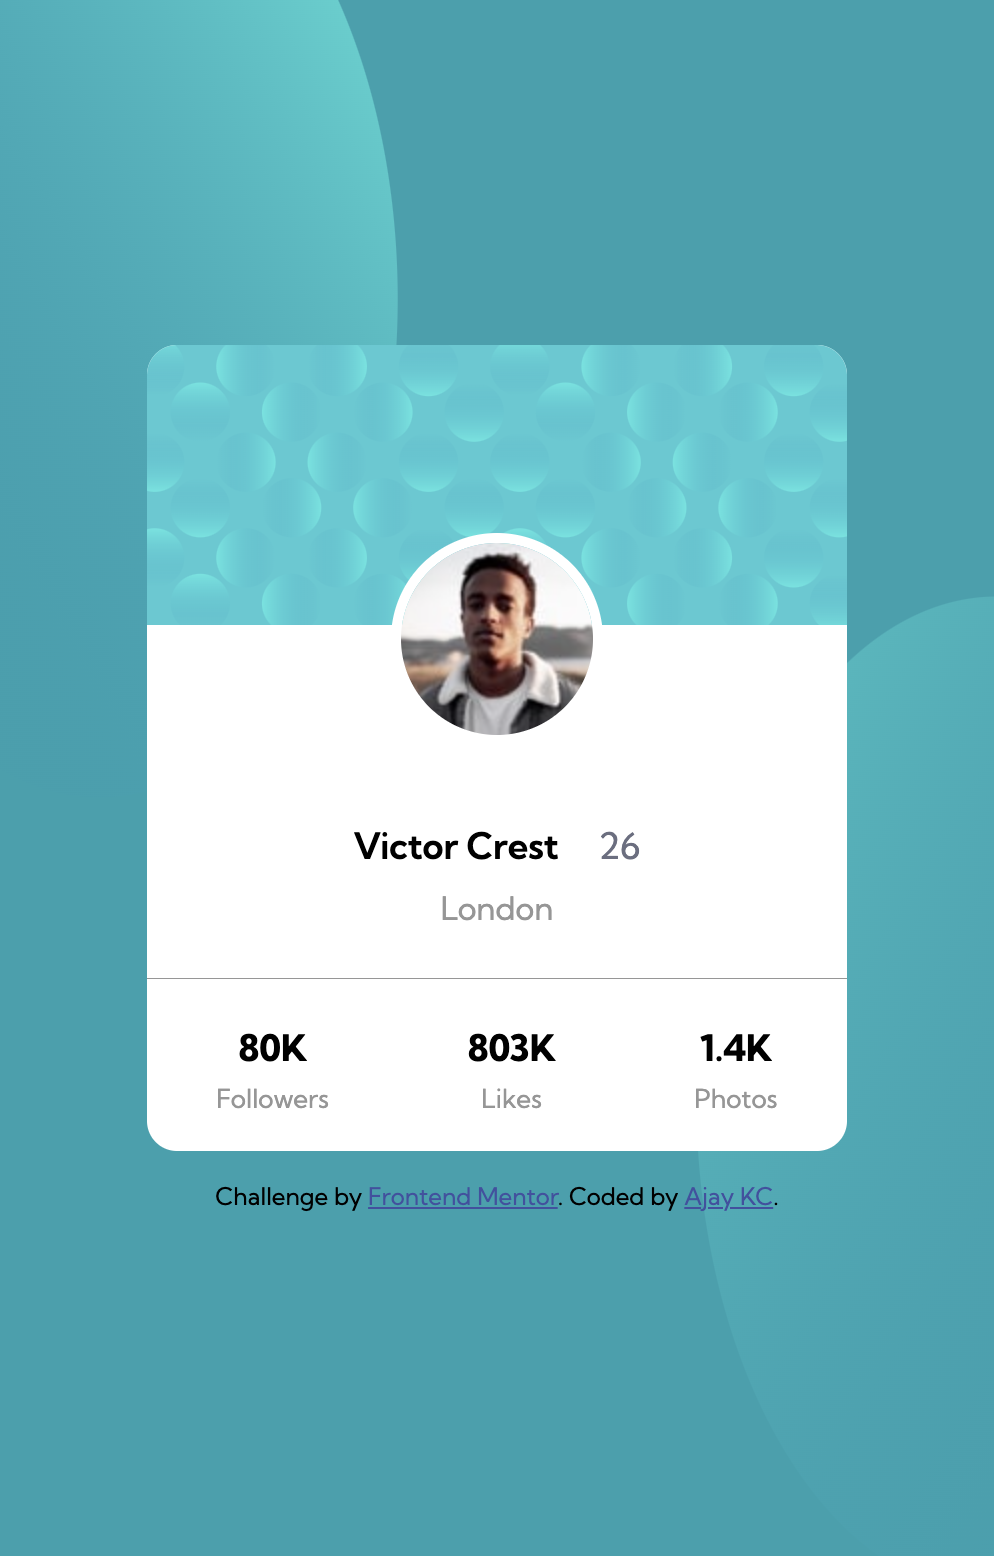 Victor Crest 26
London
80K 803K 1.4K
Followers Likes Photos
Challenge by Frontend Mentor. Coded by Ajay KC.